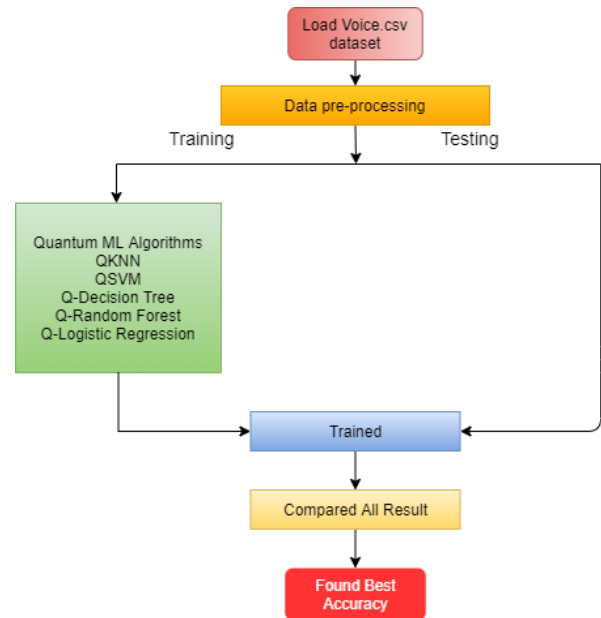 Load Voice.csv
dataset
Data pre-processing
Training
Testing
Quantum ML Algorithms
QKNN
QSVM
Q-Decision Tree
Q-Random Forest
Q-Logistic Regression
Trained
Compared All Result
Found Best
Accuracy